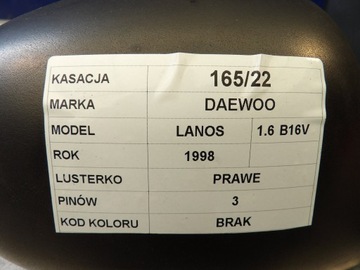 KASACJA 165/22
MARKA DAEWOO
MODEL LANOS 1.6 B16V
ROK 1998
LUSTERKO PRAWE
PINÓW 3
KOD KOLORU BRAK